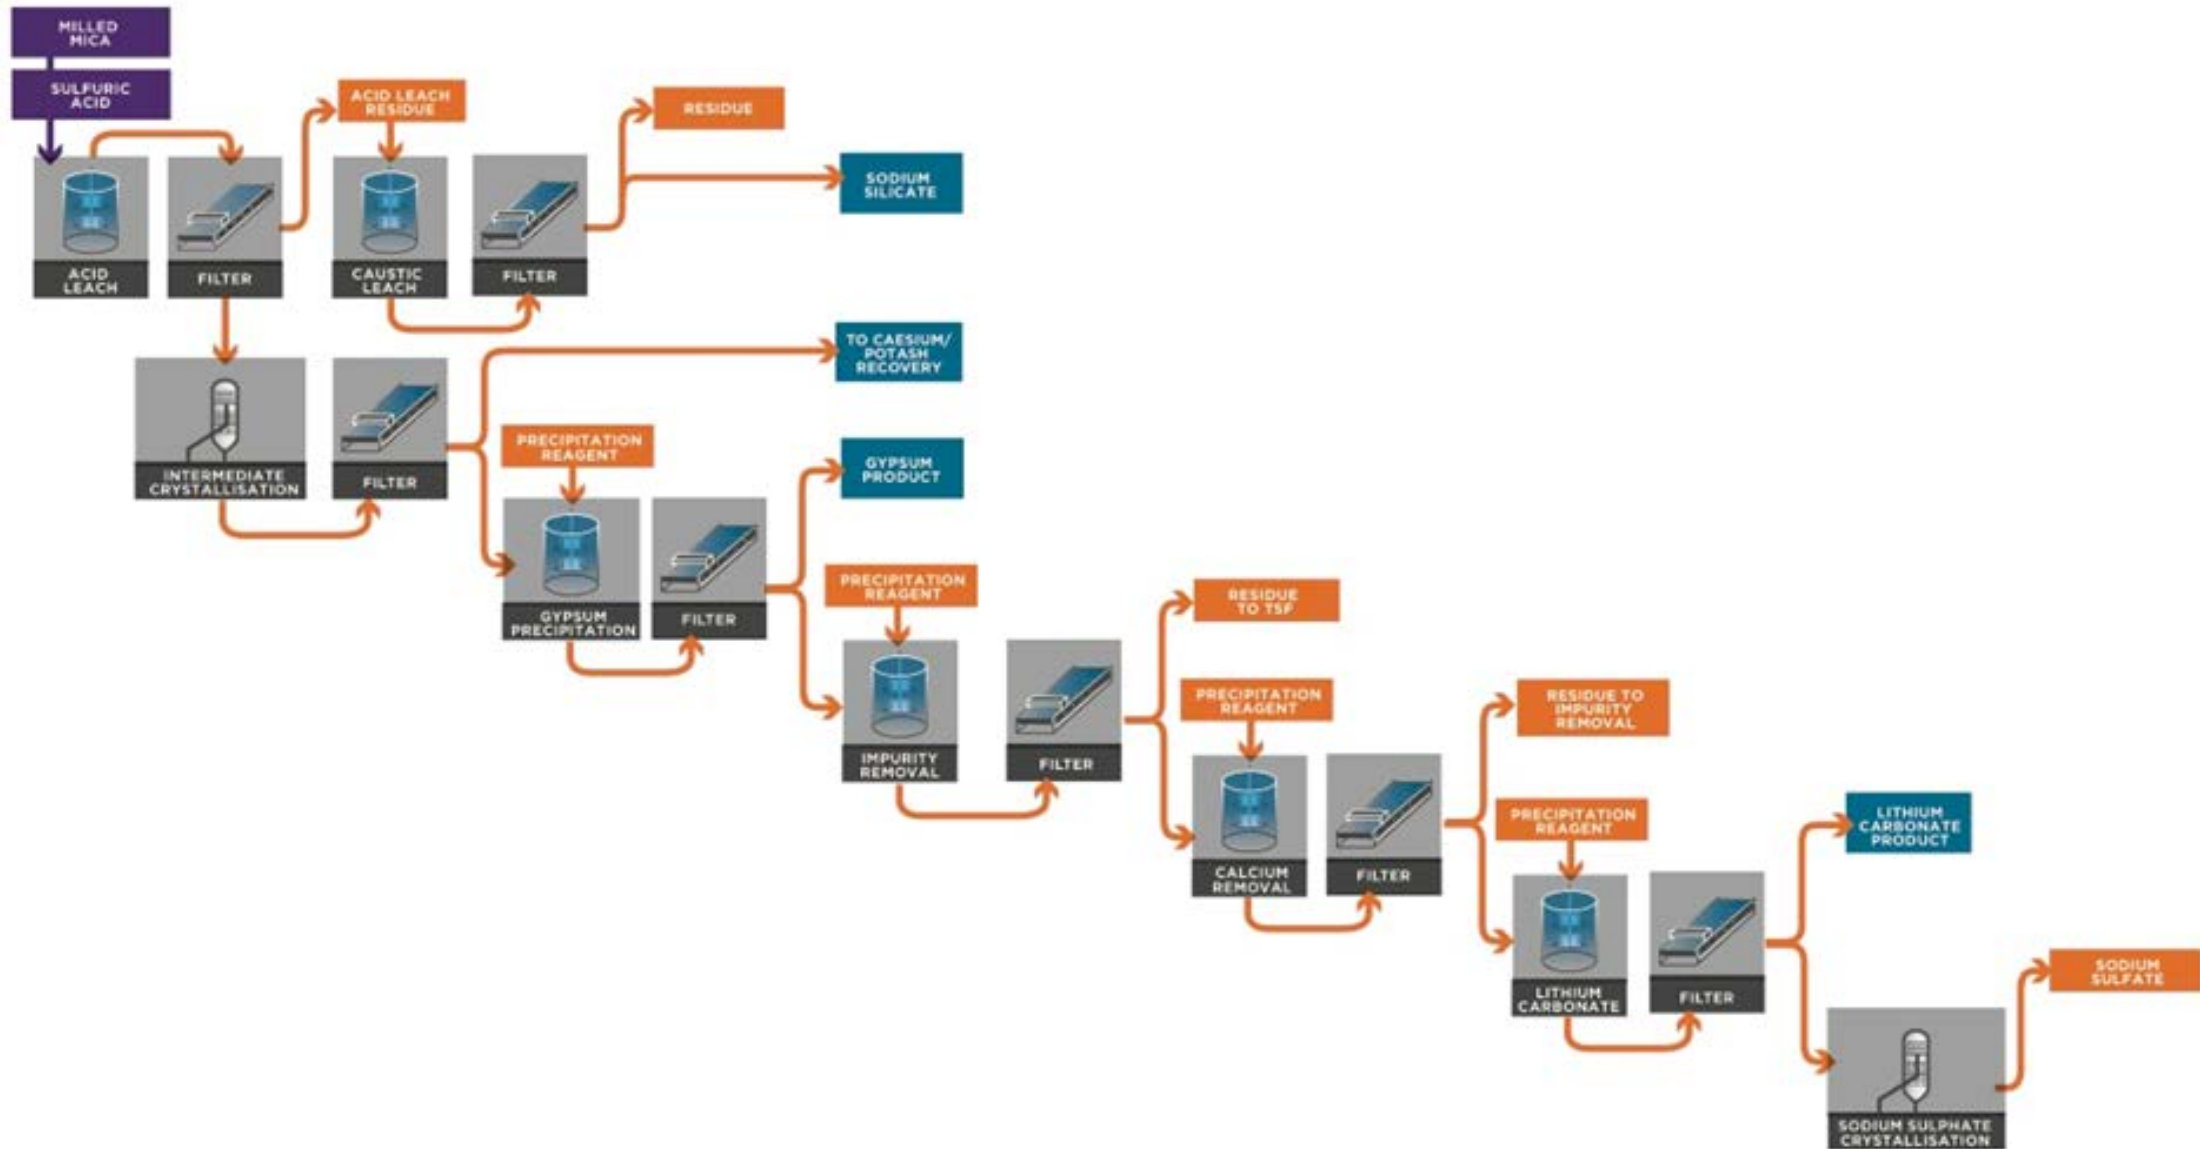 MILLED
MICA
SULFURIC
ACID
ACID LEACH
RESIDUE
RESIDUE
SODIUM
SILICATE
ACID
LEACH
FILTER
CAUSTIC
LEACH
FILTER
TO CAESIUM/
POTASH
RECOVERY
INTERMEDIATE
CRYSTALLISATION
FILTER
PRECIPITATION
REAGENT
GYPSUM
PRODUCT
GYPSUM
PRECIPITATION
FILTER
PRECIPITATION
REAGENT
RESIDUE
TO TSF
IMPURITY
REMOVAL
FILTER
PRECIPITATION
REAGENT
RESIDUE TO
IMPURITY
REMOVAL
CALCIUM
REMOVAL
FILTER
PRECIPITATION
REAGENT
LITHIUM
CARBONATE
PRODUCT
LITHIUM
CARBONATE
FILTER
SODIUM
SULFATE
SODIUM SULPHATE
CRYSTALLISATION